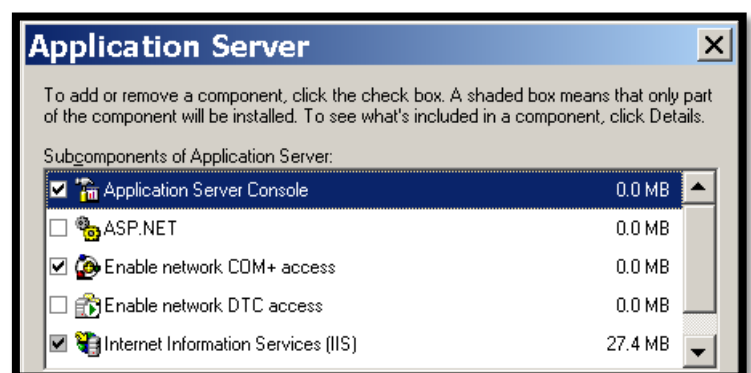 Application Server
To add or remove a component, click the check box. A shaded box means that only part
of the component will be installed. To see what's included in a component, click Details.
Subcomponents of Application Server:
Application Server Console 0.0 MB
ASP.NET 0.0 MB
Enable network COM+ access 0.0 MB
Enable network DTC access 0.0 MB
Internet Information Services (IIS) 27.4 MB